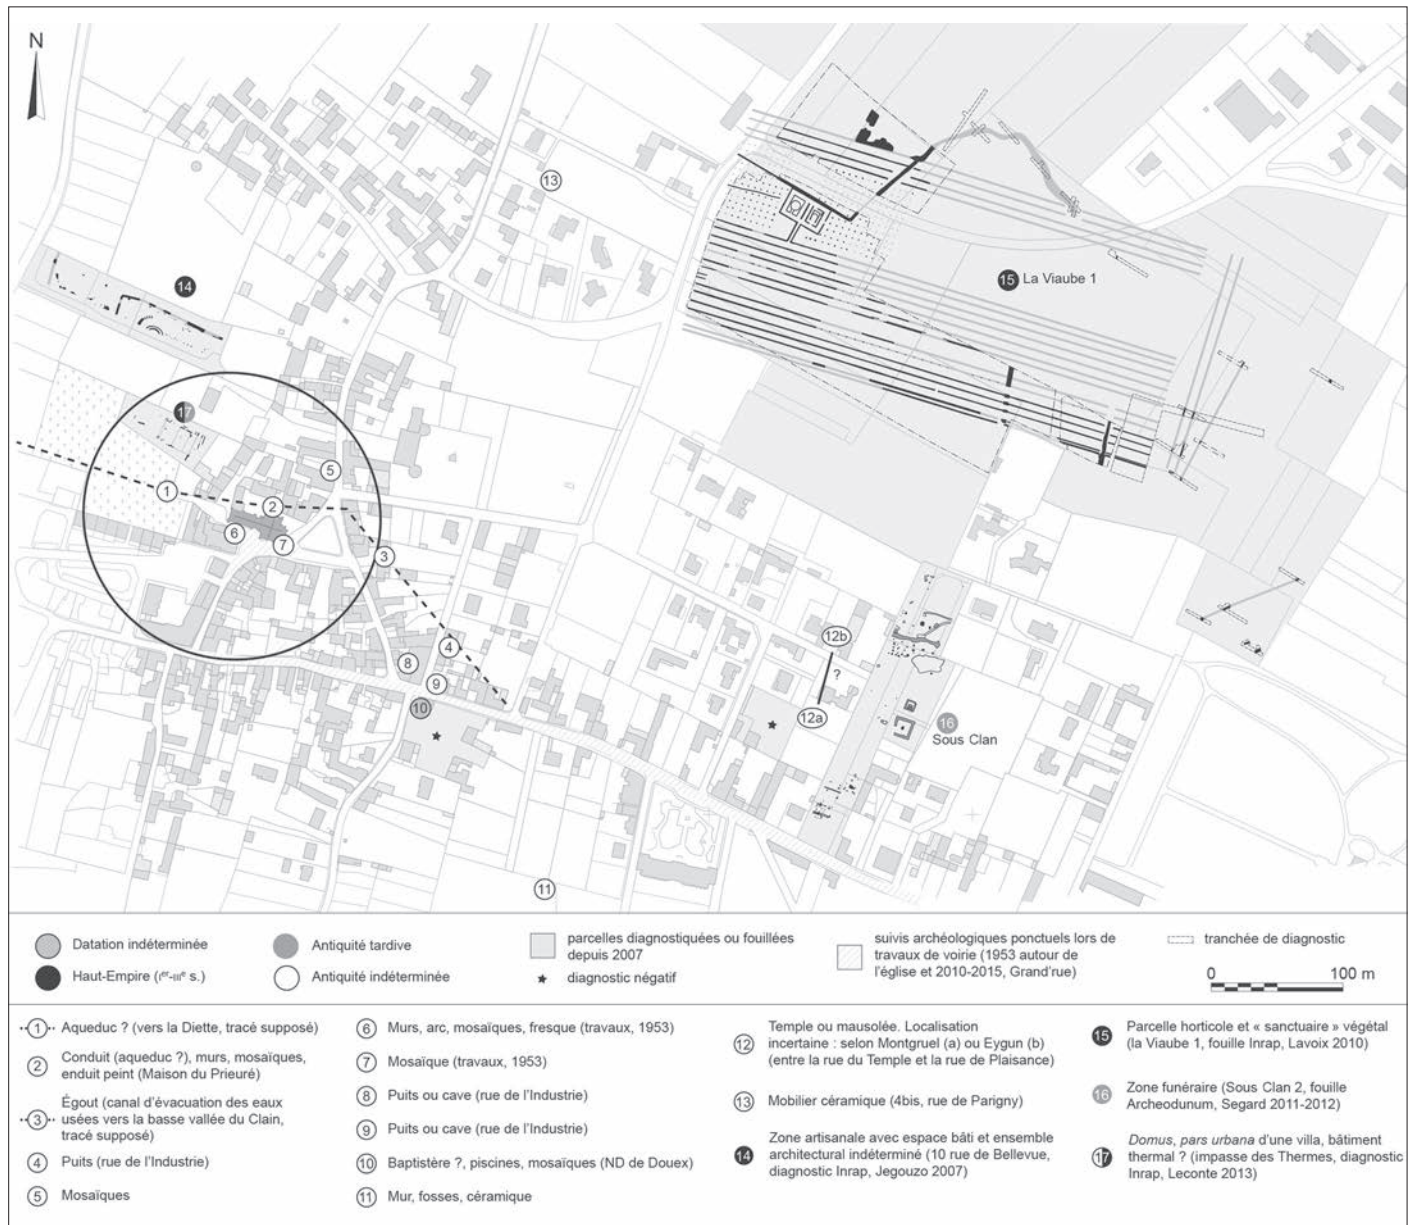 N
13
14
15 La Viaube 1
17
5
1
2
6
7
3
12b
4
?
8
9
10
12a
16
Sous Clan
11
Datation indéterminée
Haut-Empire (Iᵉʳ-IIIᵉ s.)
Antiquité tardive
Antiquité indéterminée
parcelles diagnostiquées ou fouillées
depuis 2007
diagnostic négatif
suivis archéologiques ponctuels lors de
travaux de voirie (1953 autour de
l'église et 2010-2015, Grand'rue)
tranchée de diagnostic
0 100 m
1 Aqueduc ? (vers la Diette, tracé supposé)
2 Conduit (aqueduc ?), murs, mosaïques,
enduit peint (Maison du Prieuré)
3 Égout (canal d'évacuation des eaux
usées vers la basse vallée du Clain,
tracé supposé)
4 Puits (rue de l'Industrie)
5 Mosaïques
6 Murs, arc, mosaïques, fresque (travaux, 1953)
7 Mosaïque (travaux, 1953)
8 Puits ou cave (rue de l'Industrie)
9 Puits ou cave (rue de l'Industrie)
10 Baptistère ?, piscines, mosaïques (ND de Douex)
11 Mur, fosses, céramique
12 Temple ou mausolée. Localisation
incertaine : selon Montgruel (a) ou Eygun (b)
(entre la rue du Temple et la rue de Plaisance)
13 Mobilier céramique (4bis, rue de Parigny)
14 Zone artisanale avec espace bâti et ensemble
architectural indéterminé (10 rue de Bellevue,
diagnostic Inrap, Jegouzo 2007)
15 Parcelle horticole et « sanctuaire » végétal
(la Viaube 1, fouille Inrap, Lavoix 2010)
16 Zone funéraire (Sous Clan 2, fouille
Archeodunum, Segard 2011-2012)
17 Domus, pars urbana d'une villa, bâtiment
thermal ? (impasse des Thermes, diagnostic
Inrap, Leconte 2013)